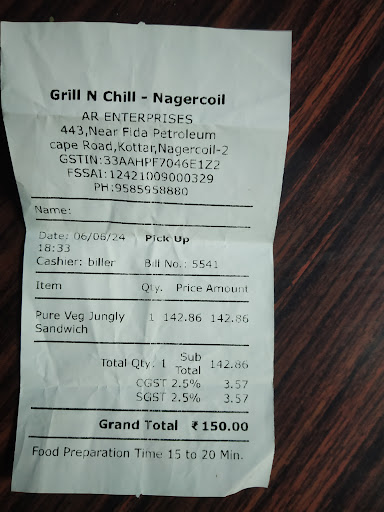 Grill N Chill - Nagercoil
AR ENTERPRISES
443,Near Fida Petroleum
cape Road,Kottar,Nagercoil-2
GSTIN:33AAHPF7046E1Z2
FSSAI:12421009000329
PH:9585958880
Name:
Date: 06/08/24 Pick Up
18:33
Cashier: biller Bill No.: 5541
Item Qty. Price Amount
Pure Veg Jungly 1 142.86 142.86
Sandwich
Total Qty: 1 Sub Total 142.86
CGST 2.5% 3.57
SGST 2.5% 3.57
Grand Total ₹150.00
Food Preparation Time 15 to 20 Min.